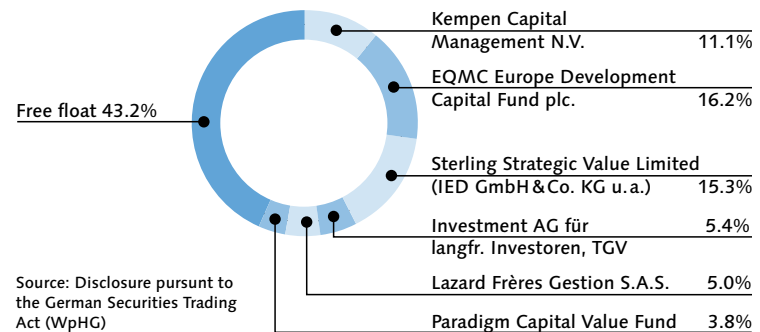 Kempen Capital
Management N.V. 11.1%
EQMC Europe Development
Capital Fund plc. 16.2%
Free float 43.2%
Sterling Strategic Value Limited
(IED GmbH & Co. KG u. a.) 15.3%
Investment AG für 5.4%
langfr. Investoren, TGV
Lazard Frères Gestion S.A.S. 5.0%
Paradigm Capital Value Fund 3.8%
Source: Disclosure pursunt to
the German Securities Trading
Act (WpHG)